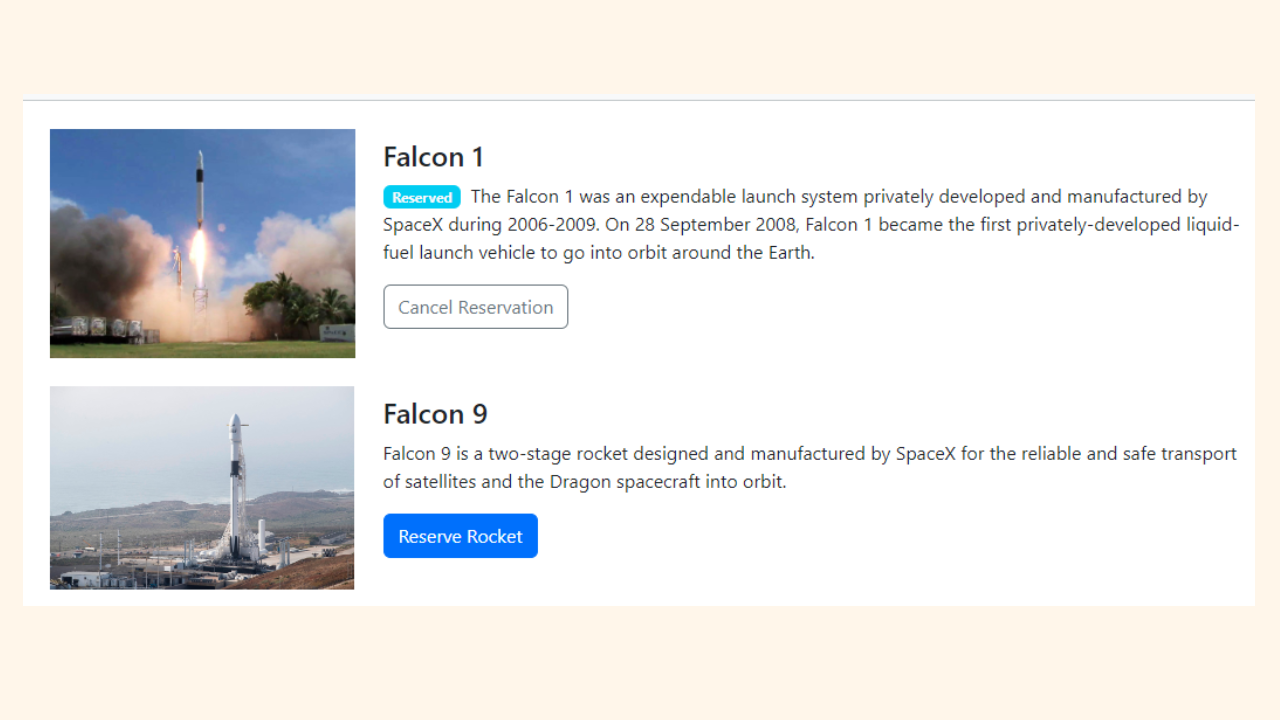 Falcon 1
Reserved The Falcon 1 was an expendable launch system privately developed and manufactured by
SpaceX during 2006-2009. On 28 September 2008, Falcon 1 became the first privately-developed liquid-
fuel launch vehicle to go into orbit around the Earth.
Cancel Reservation
Falcon 9
Falcon 9 is a two-stage rocket designed and manufactured by SpaceX for the reliable and safe transport
of satellites and the Dragon spacecraft into orbit.
Reserve Rocket